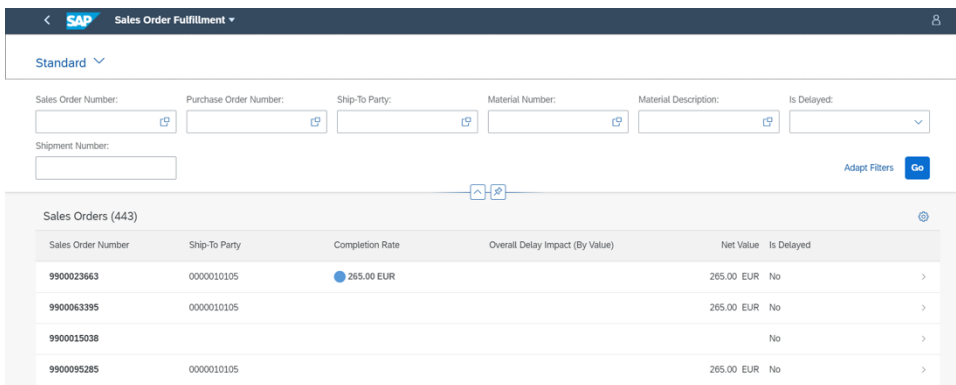 SAP Sales Order Fulfillment
Standard
Sales Order Number: Purchase Order Number: Ship-To Party: Material Number: Material Description: Is Delayed:
Shipment Number:
Adapt Filters Go
Sales Orders (443)
Sales Order Number Ship-To Party Completion Rate Overall Delay Impact (By Value) Net Value Is Delayed
9900023663 0000010105 265.00 EUR 265.00 EUR No
9900063395 0000010105 265.00 EUR No
9900015038 No
9900095285 0000010105 265.00 EUR No